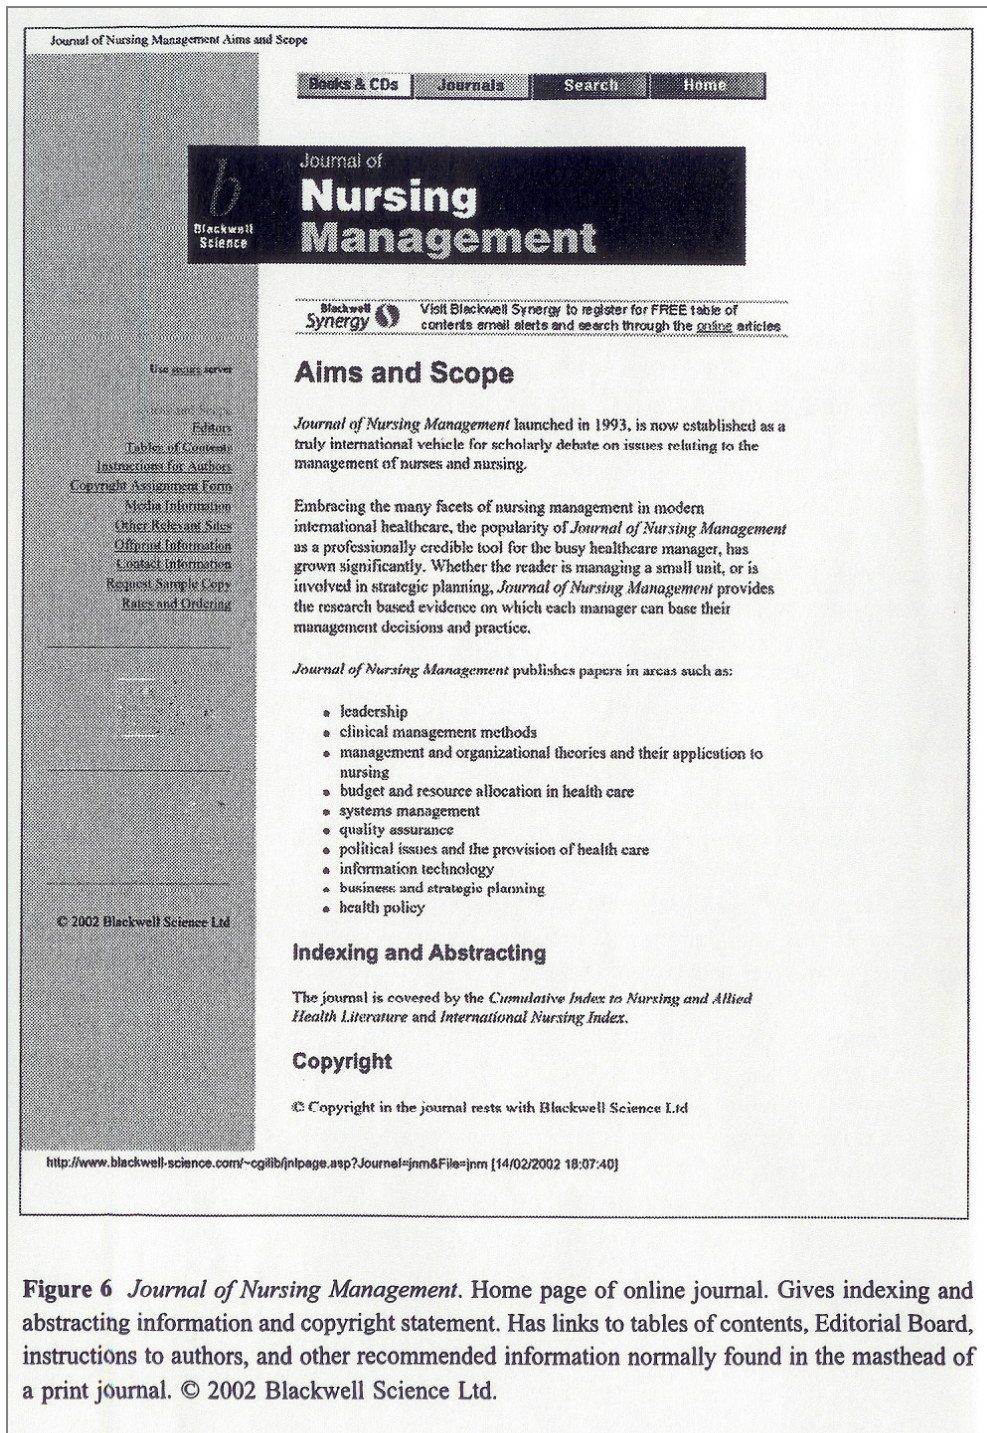 Journal of Nursing Management Aims and Scope
Books & CDs Journals Search Home
Journal of
Nursing
Management
b
Blackwell
Science
Blackwell
Synergy
Visit Blackwell Synergy to register for FREE table of
contents email alerts and search through the online articles
Use secure server
Aims and Scope
Editors
Tables of Contents
Instructions for Authors
Copyright Assignment Form
Media Information
Other Relevant Sites
Offprint Information
Contact Information
Request Sample Copy
Rates and Ordering
© 2002 Blackwell Science Ltd
Aims and Scope
Journal of Nursing Management launched in 1993, is now established as a
truly international vehicle for scholarly debate on issues relating to the
management of nurses and nursing.
Embracing the many facets of nursing management in modern
international healthcare, the popularity of Journal of Nursing Management
as a professionally credible tool for the busy healthcare manager, has
grown significantly. Whether the reader is managing a small unit, or is
involved in strategic planning, Journal of Nursing Management provides
the research based evidence on which each manager can base their
management decisions and practice.
Journal of Nursing Management publishes papers in areas such as:
• leadership
• clinical management methods
• management and organizational theories and their application to
nursing
• budget and resource allocation in health care
• systems management
• quality assurance
• political issues and the provision of health care
• information technology
• business and strategic planning
• health policy
Indexing and Abstracting
The journal is covered by the Cumulative Index to Nursing and Allied
Health Literature and International Nursing Index.
Copyright
© Copyright in the journal rests with Blackwell Science Ltd
http://www.blackwell-science.com/~cgilib/jnlpage.asp?Journal=jnm&File=jnm [14/02/2002 18:07:40]
Figure 6 Journal of Nursing Management. Home page of online journal. Gives indexing and
abstracting information and copyright statement. Has links to tables of contents, Editorial Board,
instructions to authors, and other recommended information normally found in the masthead of
a print journal. © 2002 Blackwell Science Ltd.